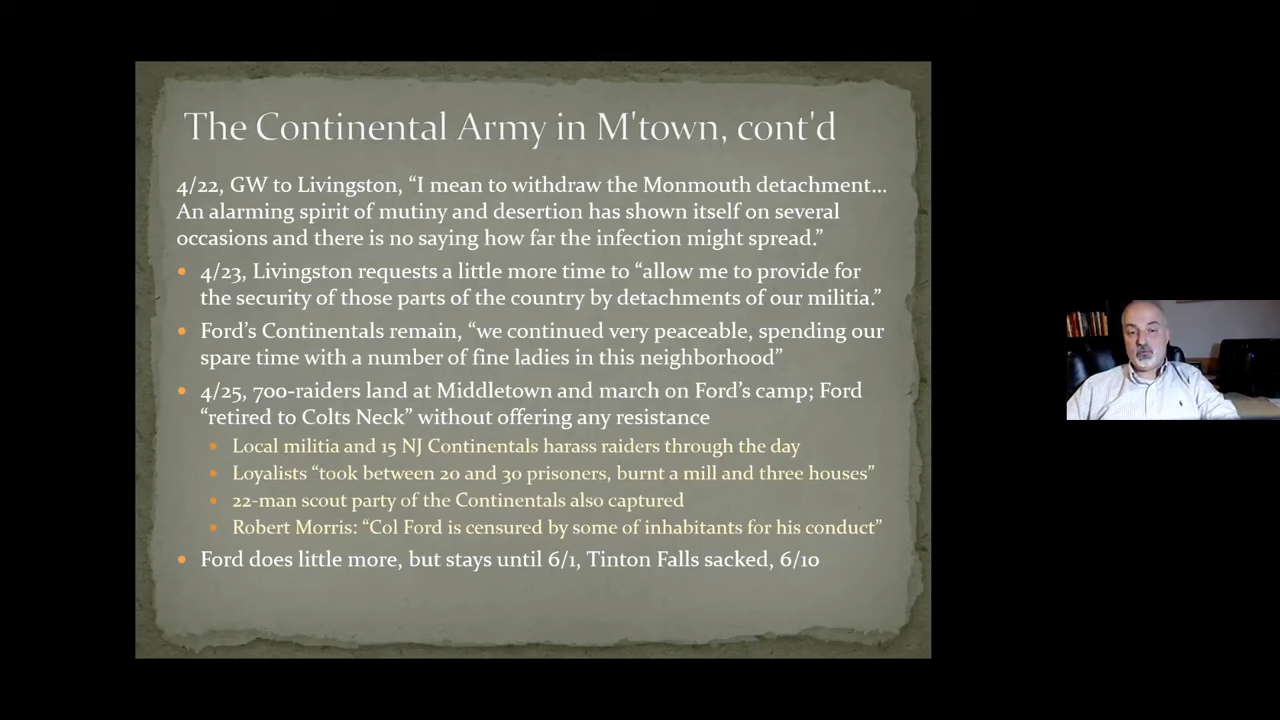 The Continental Army in M'town, cont'd
4/22, GW to Livingston, “I mean to withdraw the Monmouth detachment…
An alarming spirit of mutiny and desertion has shown itself on several
occasions and there is no saying how far the infection might spread.”
• 4/23, Livingston requests a little more time to “allow me to provide for
the security of those parts of the country by detachments of our militia.”
• Ford’s Continentals remain, “we continued very peaceable, spending our
spare time with a number of fine ladies in this neighborhood”
• 4/25, 700-raiders land at Middletown and march on Ford’s camp; Ford
“retired to Colts Neck” without offering any resistance
• Local militia and 15 NJ Continentals harass raiders through the day
• Loyalists “took between 20 and 30 prisoners, burnt a mill and three houses”
• 22-man scout party of the Continentals also captured
• Robert Morris: “Col Ford is censured by some of inhabitants for his conduct”
• Ford does little more, but stays until 6/1, Tinton Falls sacked, 6/10